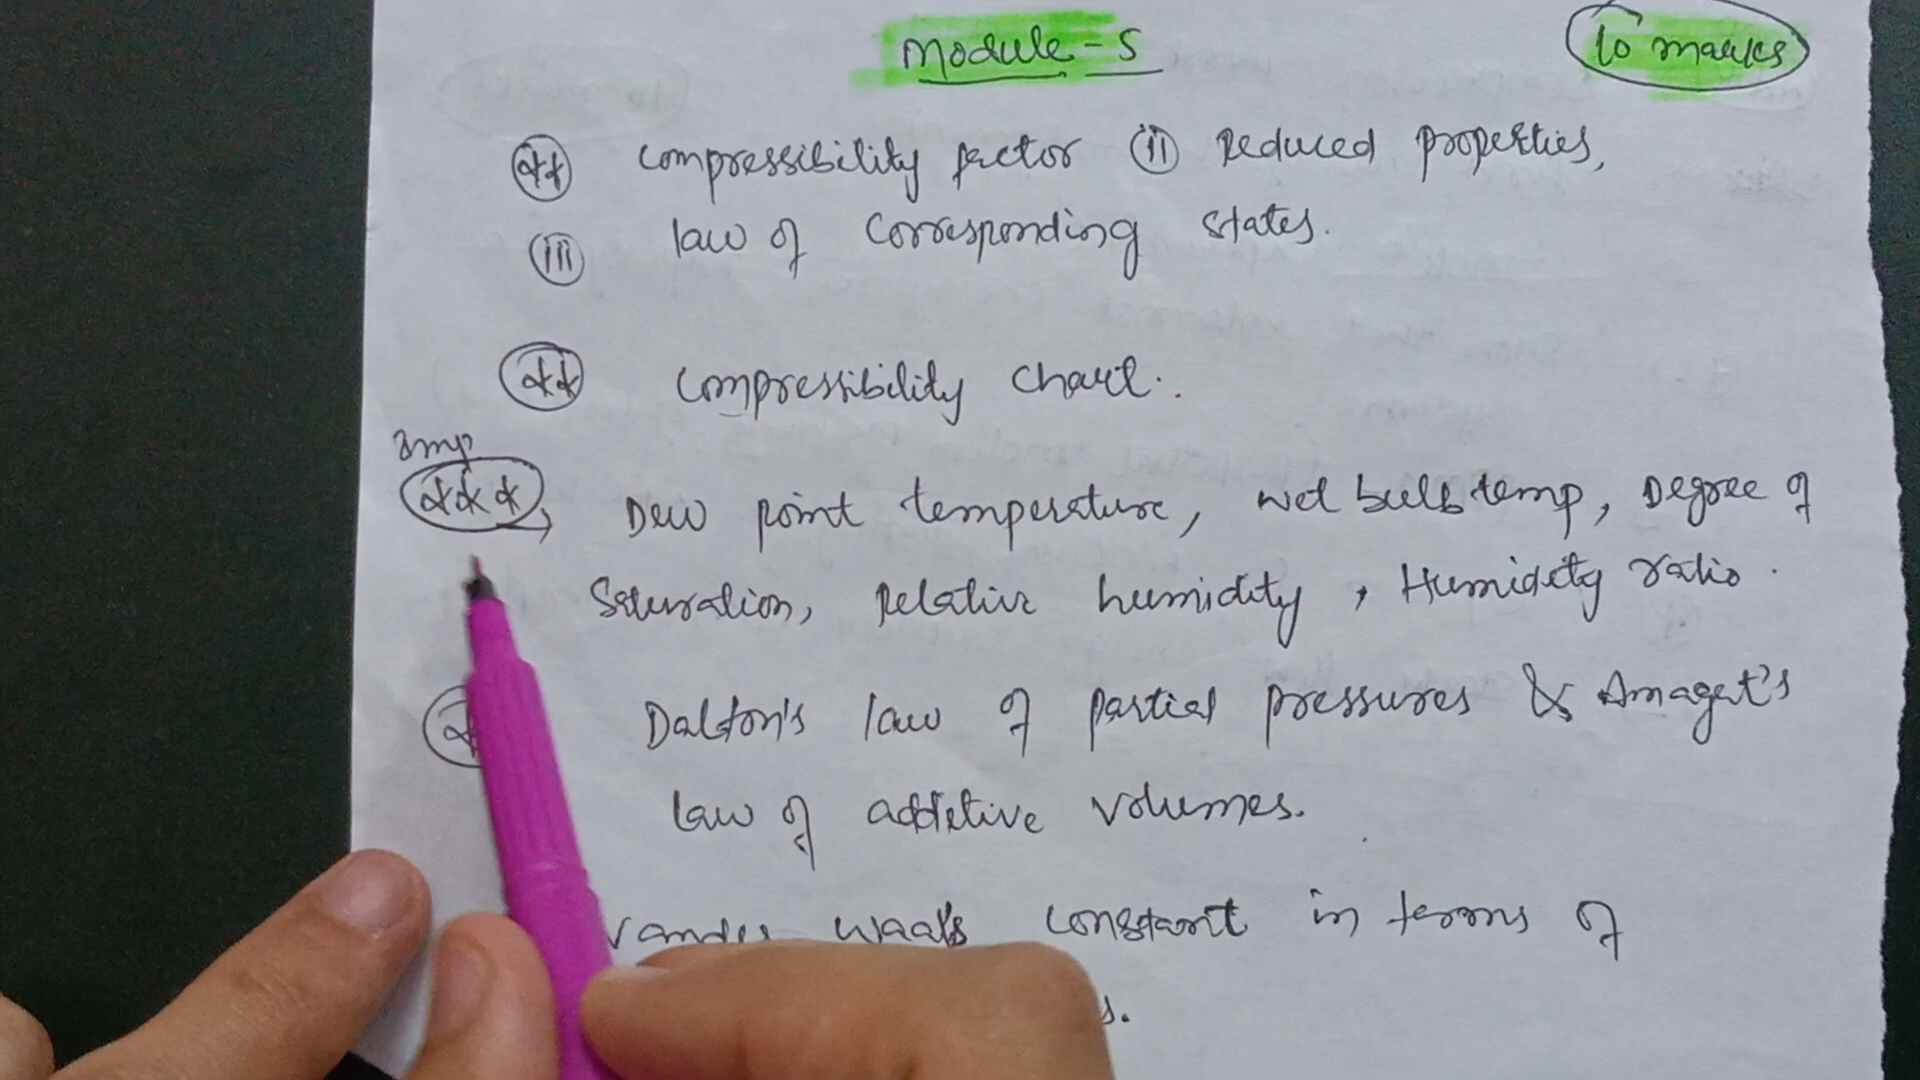 Module - 5
10 marks
** compressibility factor (ii) Reduced properties,
(iii) law of corresponding states.
** compressibility chart.
Imp
*** Dew point temperature, wet bulb temp, Degree of
Saturation, Relative humidity, Humidity ratio.
Dalton's law of partial pressures & Amagat's
law of additive volumes.
vander waal's constant in terms of